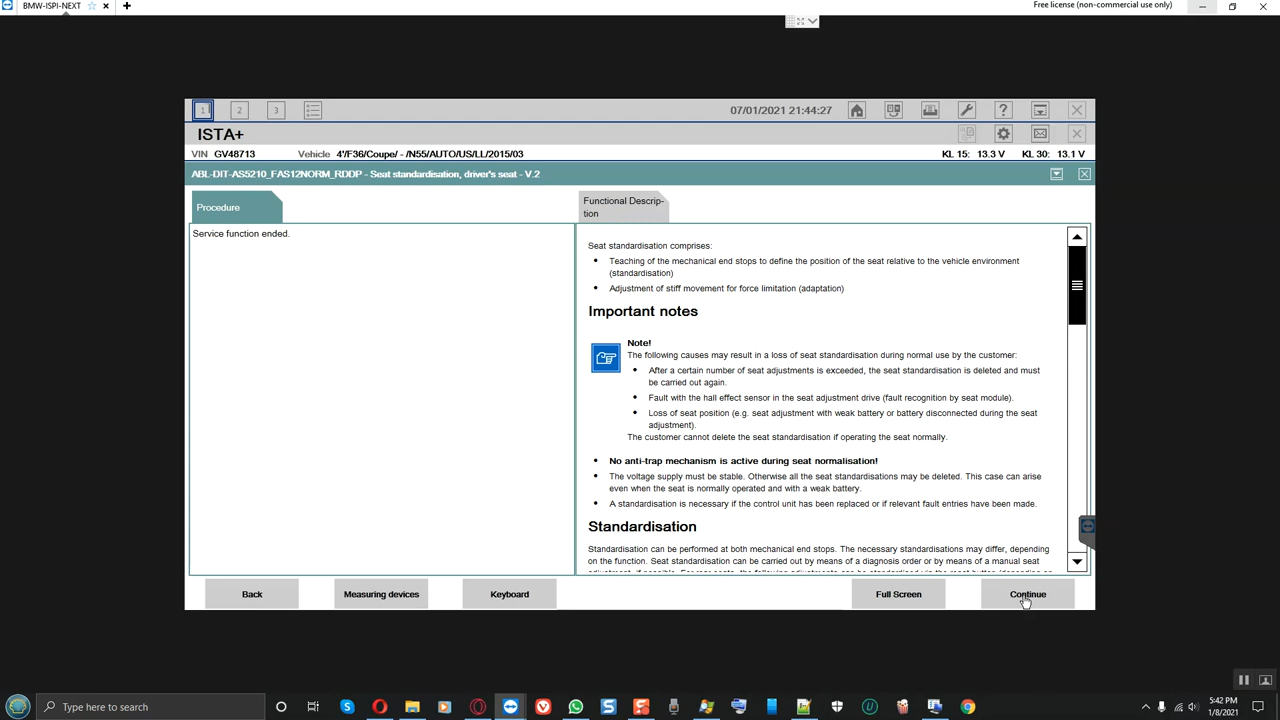 BMW-ISPI-NEXT
Free license (non-commercial use only)
1 2 3
07/01/2021 21:44:27
?
ISTA+
VIN GV48713 Vehicle 4'/F36/Coupe/ - /N55/AUTO/US/LL/2015/03 KL 15: 13.3 V KL 30: 13.1 V
ABL-DIT-AS5210_FAS12NORM_RDDP - Seat standardisation, driver's seat - V.2
Procedure
Service function ended.
Functional Descrip-
tion
Seat standardisation comprises:
Teaching of the mechanical end stops to define the position of the seat relative to the vehicle environment
(standardisation)
Adjustment of stiff movement for force limitation (adaptation)
Important notes
Note!
The following causes may result in a loss of seat standardisation during normal use by the customer:
After a certain number of seat adjustments is exceeded, the seat standardisation is deleted and must
be carried out again.
Fault with the hall effect sensor in the seat adjustment drive (fault recognition by seat module).
Loss of seat position (e.g. seat adjustment with weak battery or battery disconnected during the seat
adjustment).
The customer cannot delete the seat standardisation if operating the seat normally.
No anti-trap mechanism is active during seat normalisation!
The voltage supply must be stable. Otherwise all the seat standardisations may be deleted. This case can arise
even when the seat is normally operated and with a weak battery.
A standardisation is necessary if the control unit has been replaced or if relevant fault entries have been made.
Standardisation
Standardisation can be performed at both mechanical end stops. The necessary standardisations may differ, depending
on the function. Seat standardisation can be carried out by means of a diagnosis order or by means of a manual seat
Back
Measuring devices
Keyboard
Full Screen
Continue
Type here to search
5:42 PM
1/8/2021